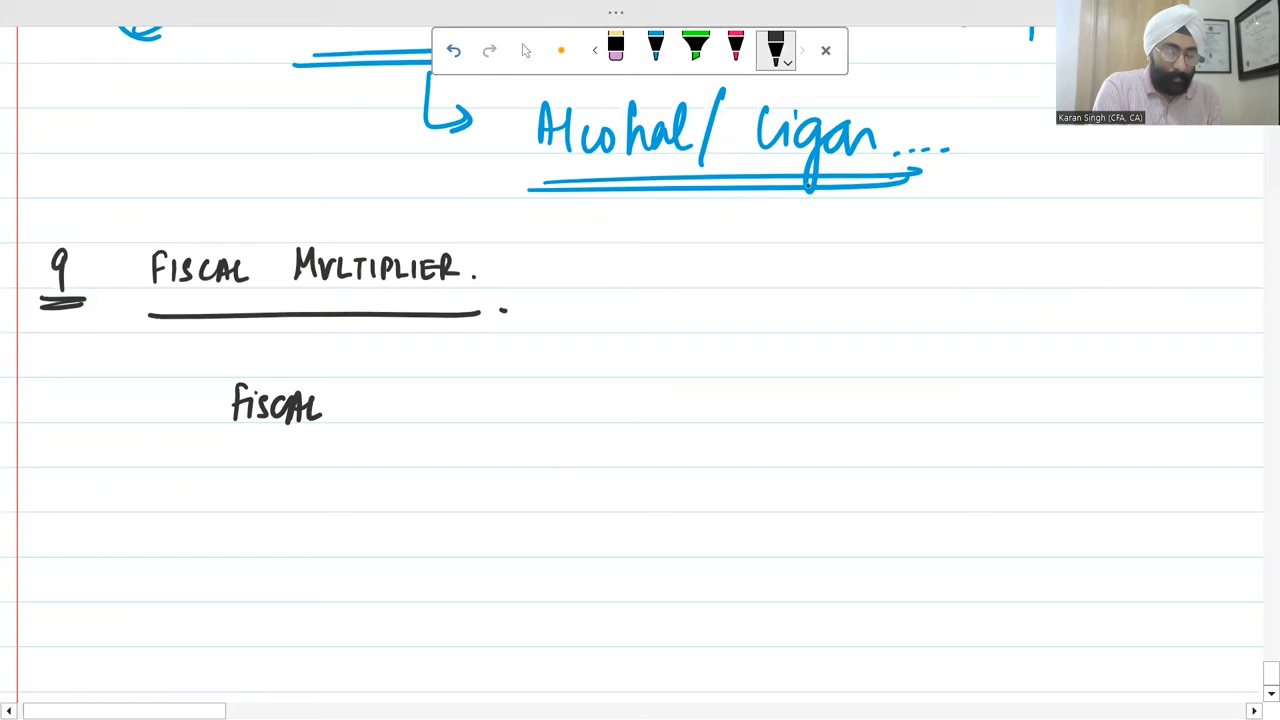 Alcohal / Cigar....
Karan Singh (CFA, CA)
9 FISCAL MULTIPLIER.
FISCAL